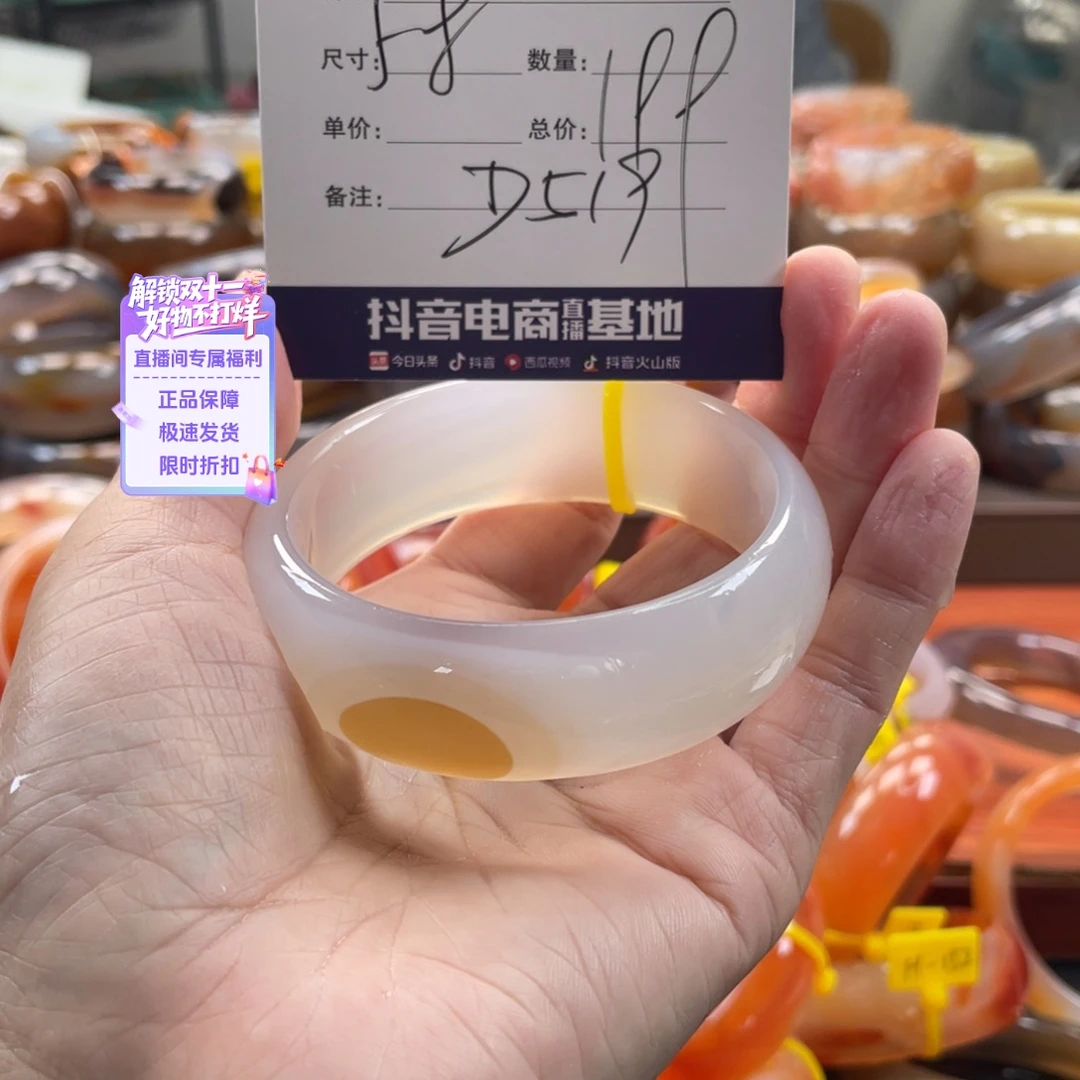 尺寸: 58 数量:
单价: 总价: 199
备注: D519
抖音电商直播基地
今日头条 抖音 西瓜视频 抖音火山版
解锁双十一
好物不打烊
直播间专属福利
正品保障
极速发货
限时折扣